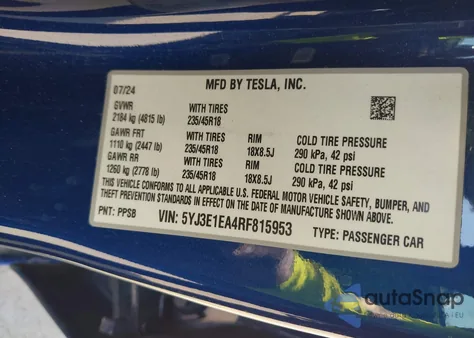 MFD BY TESLA, INC.
07/24
GVWR WITH TIRES
2184 kg (4815 lb) 235/45R18
GAWR FRT WITH TIRES RIM COLD TIRE PRESSURE
1110 kg (2447 lb) 235/45R18 18X8.5J 290 kPa, 42 psi
GAWR RR WITH TIRES RIM COLD TIRE PRESSURE
1260 kg (2778 lb) 235/45R18 18X8.5J 290 kPa, 42 psi
THIS VEHICLE CONFORMS TO ALL APPLICABLE U.S. FEDERAL MOTOR VEHICLE SAFETY, BUMPER, AND
THEFT PREVENTION STANDARDS IN EFFECT ON THE DATE OF MANUFACTURE SHOWN ABOVE.
PNT: PPSB VIN: 5YJ3E1EA4RF815953 TYPE: PASSENGER CAR
autoSnap